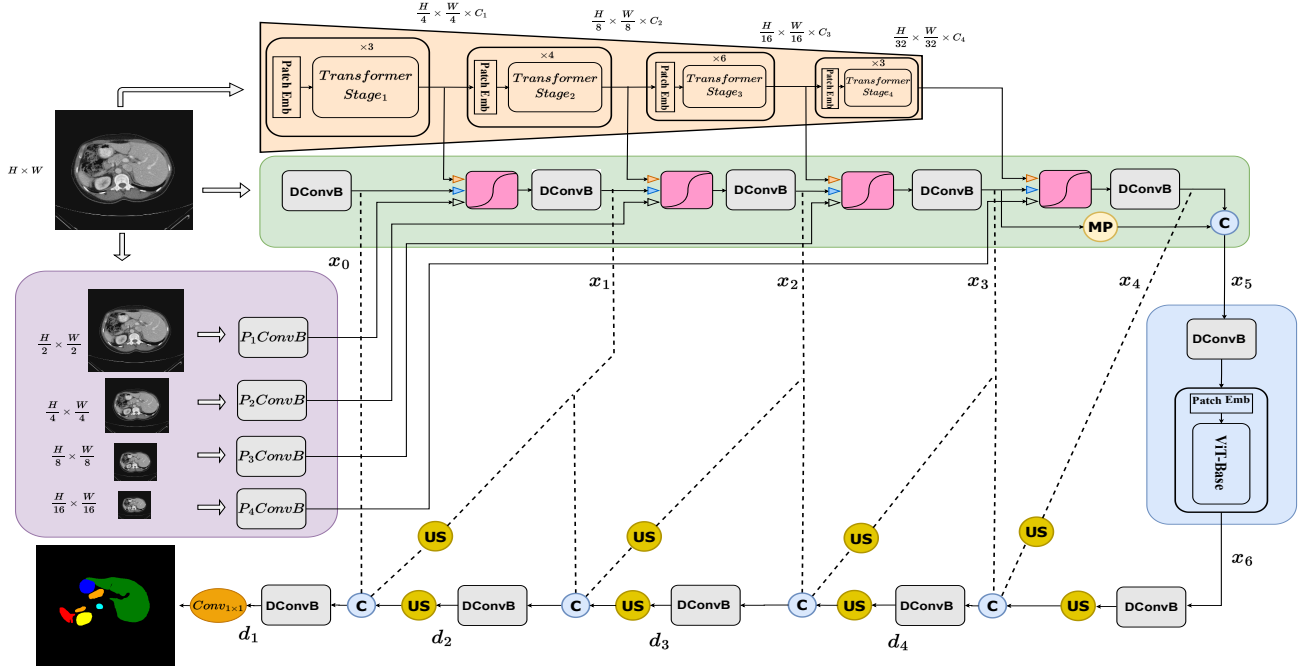 H/4 × W/4 × C₁
H/8 × W/8 × C₂
H/16 × W/16 × C₃
H/32 × W/32 × C₄
×3
×4
×6
×3
Patch Emb
Transformer
Stage₁
Patch Emb
Transformer
Stage₂
Patch Emb
Transformer
Stage₃
Patch Emb
Transformer
Stage₄
H × W
DConvB
DConvB
DConvB
DConvB
DConvB
MP
C
x₀
x₁
x₂
x₃
x₄
x₅
H/2 × W/2
P₁ConvB
H/4 × W/4
P₂ConvB
H/8 × W/8
P₃ConvB
H/16 × W/16
P₄ConvB
DConvB
Patch Emb
ViT-Base
US
US
US
US
x₆
Conv₁ₓ₁
DConvB
C
US
DConvB
C
US
DConvB
C
US
DConvB
C
US
DConvB
d₁
d₂
d₃
d₄